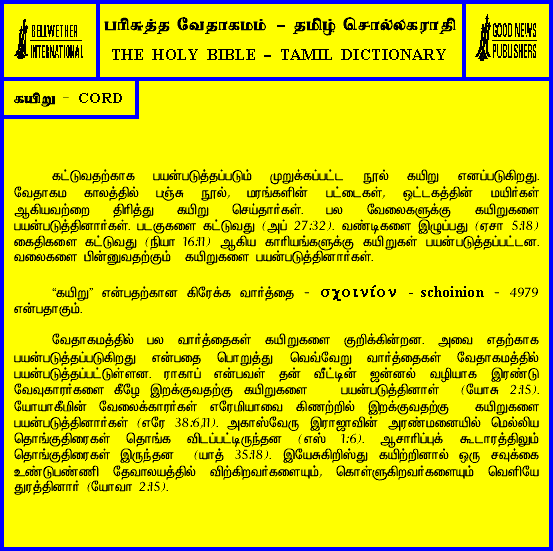 BELLWETHER
INTERNATIONAL
பரிசுத்த வேதாகமம் - தமிழ் சொல்லகராதி
THE HOLY BIBLE – TAMIL DICTIONARY
GOOD NEWS
PUBLISHERS
கயிறு - CORD
கட்டுவதற்காக பயன்படுத்தப்படும் முறுக்கப்பட்ட நூல் கயிறு எனப்படுகிறது.
வேதாகம காலத்தில் பஞ்சு நூல், மரங்களின் பட்டைகள், ஒட்டகத்தின் மயிர்கள்
ஆகியவற்றை திரித்து கயிறு செய்தார்கள். பல வேலைகளுக்கு கயிறுகளை
பயன்படுத்தினார்கள். படகுகளை கட்டுவது (அப் 27:32). வண்டிகளை இழுப்பது (ஏசா 5:18)
கைதிகளை கட்டுவது (நியா 16:11) ஆகிய காரியங்களுக்கு கயிறுகள் பயன்படுத்தப்பட்டன.
வலைகளை பின்னுவதற்கும் கயிறுகளை பயன்படுத்தினார்கள்.
“கயிறு” என்பதற்கான கிரேக்க வார்த்தை - σχοινίον - schoinion - 4979
என்பதாகும்.
வேதாகமத்தில் பல வார்த்தைகள் கயிறுகளை குறிக்கின்றன. அவை எதற்காக
பயன்படுத்தப்படுகிறது என்பதை பொறுத்து வெவ்வேறு வார்த்தைகள் வேதாகமத்தில்
பயன்படுத்தப்பட்டுள்ளன. ராகாப் என்பவள் தன் வீட்டின் ஜன்னல் வழியாக இரண்டு
வேவுகாரர்களை கீழே இறக்குவதற்கு கயிறுகளை பயன்படுத்தினாள் (யோசு 2:15).
யோயாகீமின் வேலைக்காரர்கள் எரேமியாவை கிணற்றில் இறக்குவதற்கு கயிறுகளை
பயன்படுத்தினார்கள் (எரே 38:6,11). அகாஸ்வேரு இராஜாவின் அரண்மனையில் மெல்லிய
தொங்குதிரைகள் தொங்க விடப்பட்டிருந்தன (எஸ் 1:6). ஆசாரிப்புக் கூடாரத்திலும்
தொங்குதிரைகள் இருந்தன (யாத் 35:18). இயேசுகிறிஸ்து கயிற்றினால் ஒரு சவுக்கை
உண்டுபண்ணி தேவாலயத்தில் விற்கிறவர்களையும், கொள்ளுகிறவர்களையும் வெளியே
துரத்தினார் (யோவா 2:15).